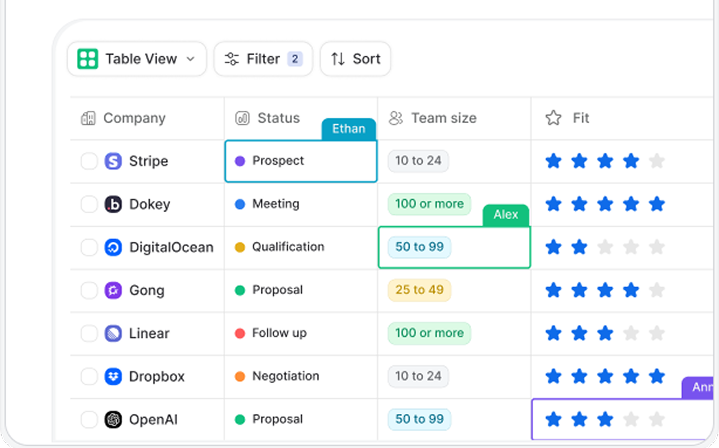 Table View Filter 2 Sort
Company Status Team size Fit
Ethan
Stripe Prospect 10 to 24
Dokey Meeting 100 or more
Alex
DigitalOcean Qualification 50 to 99
Gong Proposal 25 to 49
Linear Follow up 100 or more
Dropbox Negotiation 10 to 24
Ann
OpenAI Proposal 50 to 99